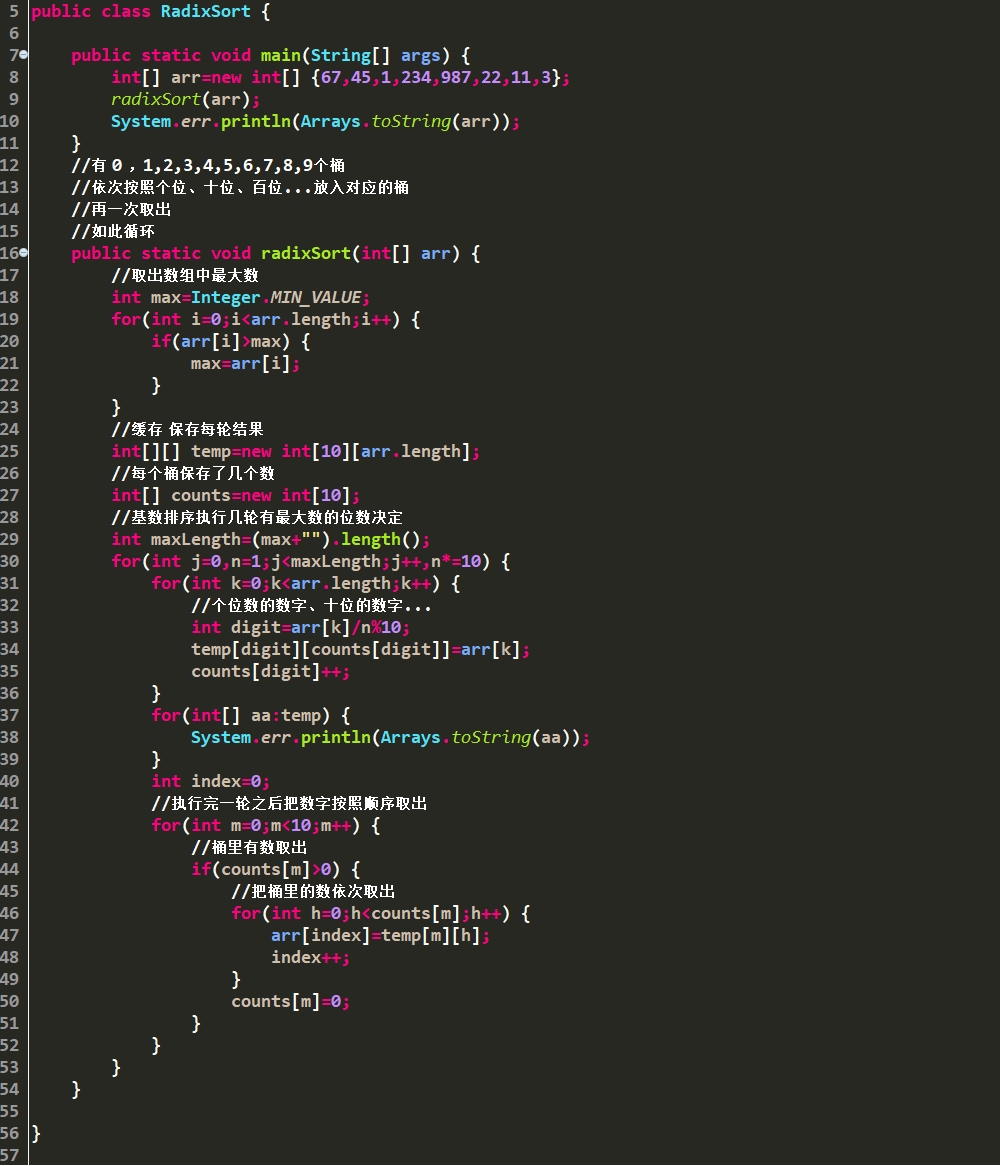 5 public class RadixSort {
6
7     public static void main(String[] args) {
8         int[] arr=new int[] {67,45,1,234,987,22,11,3};
9         radixSort(arr);
10         System.err.println(Arrays.toString(arr));
11     }
12     //有０，1,2,3,4,5,6,7,8,9个桶
13     //依次按照个位、十位、百位...放入对应的桶
14     //再一次取出
15     //如此循环
16     public static void radixSort(int[] arr) {
17         //取出数组中最大数
18         int max=Integer.MIN_VALUE;
19         for(int i=0;i<arr.length;i++) {
20             if(arr[i]>max) {
21                 max=arr[i];
22             }
23         }
24         //缓存 保存每轮结果
25         int[][] temp=new int[10][arr.length];
26         //每个桶保存了几个数
27         int[] counts=new int[10];
28         //基数排序执行几轮有最大数的位数决定
29         int maxLength=(max+"").length();
30         for(int j=0,n=1;j<maxLength;j++,n*=10) {
31             for(int k=0;k<arr.length;k++) {
32                 //个位数的数字、十位的数字...
33                 int digit=arr[k]/n%10;
34                 temp[digit][counts[digit]]=arr[k];
35                 counts[digit]++;
36             }
37             for(int[] aa:temp) {
38                 System.err.println(Arrays.toString(aa));
39             }
40             int index=0;
41             //执行完一轮之后把数字按照顺序取出
42             for(int m=0;m<10;m++) {
43                 //桶里有数取出
44                 if(counts[m]>0) {
45                     //把桶里的数依次取出
46                     for(int h=0;h<counts[m];h++) {
47                         arr[index]=temp[m][h];
48                         index++;
49                     }
50                     counts[m]=0;
51                 }
52             }
53         }
54     }
55
56 }
57